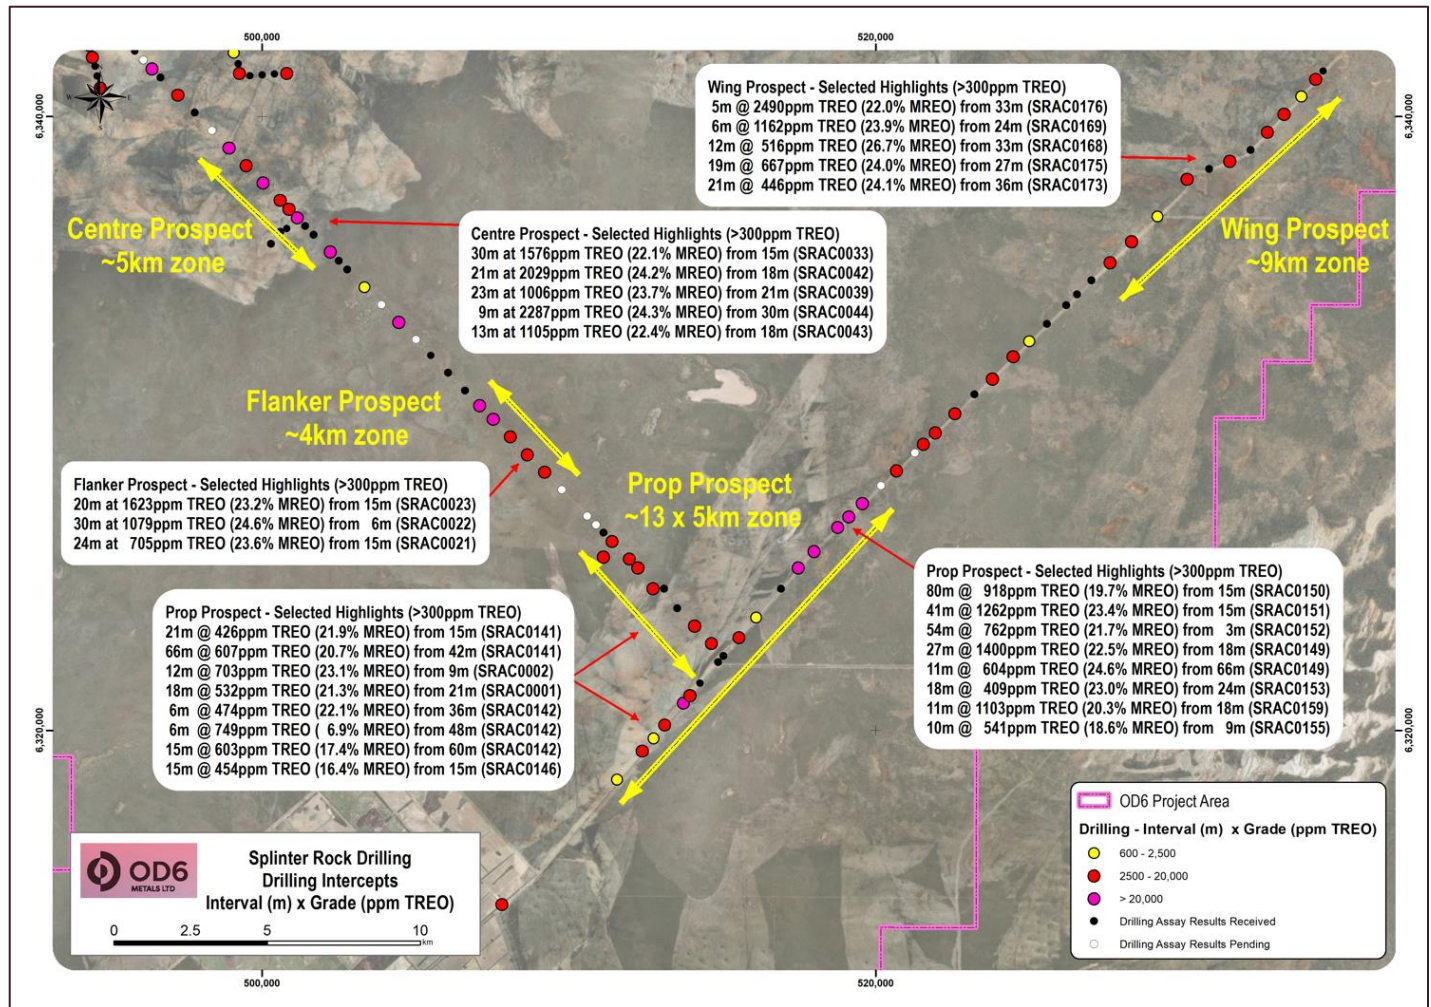 500,000
520,000
N
W
E
S
6,340,000
6,340,000
Wing Prospect - Selected Highlights (>300ppm TREO)
5m @ 2490ppm TREO (22.0% MREO) from 33m (SRAC0176)
6m @ 1162ppm TREO (23.9% MREO) from 24m (SRAC0169)
12m @ 516ppm TREO (26.7% MREO) from 33m (SRAC0168)
19m @ 667ppm TREO (24.0% MREO) from 27m (SRAC0175)
21m @ 446ppm TREO (24.1% MREO) from 36m (SRAC0173)
Centre Prospect
~5km zone
Centre Prospect - Selected Highlights (>300ppm TREO)
30m at 1576ppm TREO (22.1% MREO) from 15m (SRAC0033)
21m at 2029ppm TREO (24.2% MREO) from 18m (SRAC0042)
23m at 1006ppm TREO (23.7% MREO) from 21m (SRAC0039)
9m at 2287ppm TREO (24.3% MREO) from 30m (SRAC0044)
13m at 1105ppm TREO (22.4% MREO) from 18m (SRAC0043)
Wing Prospect
~9km zone
Flanker Prospect
~4km zone
Flanker Prospect - Selected Highlights (>300ppm TREO)
20m at 1623ppm TREO (23.2% MREO) from 15m (SRAC0023)
30m at 1079ppm TREO (24.6% MREO) from 6m (SRAC0022)
24m at 705ppm TREO (23.6% MREO) from 15m (SRAC0021)
Prop Prospect
~13 x 5km zone
Prop Prospect - Selected Highlights (>300ppm TREO)
21m @ 426ppm TREO (21.9% MREO) from 15m (SRAC0141)
66m @ 607ppm TREO (20.7% MREO) from 42m (SRAC0141)
12m @ 703ppm TREO (23.1% MREO) from 9m (SRAC0002)
18m @ 532ppm TREO (21.3% MREO) from 21m (SRAC0001)
6m @ 474ppm TREO (22.1% MREO) from 36m (SRAC0142)
6m @ 749ppm TREO ( 6.9% MREO) from 48m (SRAC0142)
15m @ 603ppm TREO (17.4% MREO) from 60m (SRAC0142)
15m @ 454ppm TREO (16.4% MREO) from 15m (SRAC0146)
Prop Prospect - Selected Highlights (>300ppm TREO)
80m @ 918ppm TREO (19.7% MREO) from 15m (SRAC0150)
41m @ 1262ppm TREO (23.4% MREO) from 15m (SRAC0151)
54m @ 762ppm TREO (21.7% MREO) from 3m (SRAC0152)
27m @ 1400ppm TREO (22.5% MREO) from 18m (SRAC0149)
11m @ 604ppm TREO (24.6% MREO) from 66m (SRAC0149)
18m @ 409ppm TREO (23.0% MREO) from 24m (SRAC0153)
11m @ 1103ppm TREO (20.3% MREO) from 18m (SRAC0159)
10m @ 541ppm TREO (18.6% MREO) from 9m (SRAC0155)
6,320,000
6,320,000
OD6 Project Area
Drilling - Interval (m) x Grade (ppm TREO)
600 - 2,500
2500 - 20,000
> 20,000
Drilling Assay Results Received
Drilling Assay Results Pending
OD6
METALS LTD
Splinter Rock Drilling
Drilling Intercepts
Interval (m) x Grade (ppm TREO)
0 2.5 5 10
km
500,000
520,000